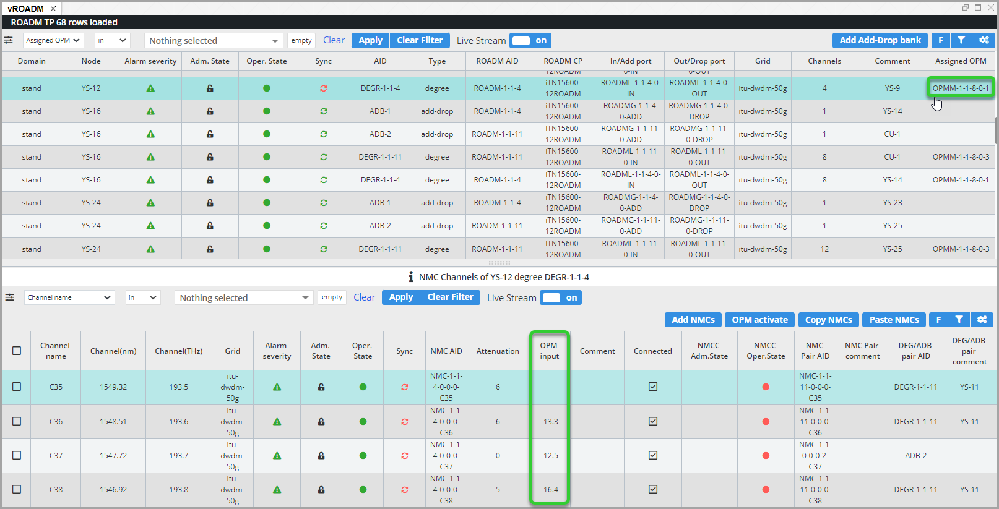 vROADM
ROADM TP 68 rows loaded
Assigned OPM in Nothing selected empty Clear Apply Clear Filter Live Stream on Add Add-Drop bank F
Domain Node Alarm severity Adm. State Oper. State Sync AID Type ROADM AID ROADM CP In/Add port Out/Drop port Grid Channels Comment Assigned OPM
12ROADM 0-IN 0-OUT
stand YS-12 DEGR-1-1-4 degree ROADM-1-1-4 iTN15600-12ROADM ROADML-1-1-4-0-IN ROADML-1-1-4-0-OUT itu-dwdm-50g 4 YS-9 OPMM-1-1-8-0-1
stand YS-16 ADB-1 add-drop ROADM-1-1-4 iTN15600-12ROADM ROADMG-1-1-4-0-ADD ROADMG-1-1-4-0-DROP itu-dwdm-50g 1 YS-14
stand YS-16 ADB-2 add-drop ROADM-1-1-11 iTN15600-12ROADM ROADMG-1-1-11-0-ADD ROADMG-1-1-11-0-DROP itu-dwdm-50g 1 CU-1
stand YS-16 DEGR-1-1-11 degree ROADM-1-1-11 iTN15600-12ROADM ROADML-1-1-11-0-IN ROADML-1-1-11-0-OUT itu-dwdm-50g 8 CU-1 OPMM-1-1-8-0-3
stand YS-16 DEGR-1-1-4 degree ROADM-1-1-4 iTN15600-12ROADM ROADML-1-1-4-0-IN ROADML-1-1-4-0-OUT itu-dwdm-50g 8 YS-14 OPMM-1-1-8-0-1
stand YS-24 ADB-1 add-drop ROADM-1-1-4 iTN15600-12ROADM ROADMG-1-1-4-0-ADD ROADMG-1-1-4-0-DROP itu-dwdm-50g 1 YS-23
stand YS-24 ADB-2 add-drop ROADM-1-1-11 iTN15600-12ROADM ROADMG-1-1-11-0-ADD ROADMG-1-1-11-0-DROP itu-dwdm-50g 1 YS-25
stand YS-24 DEGR-1-1-11 degree ROADM-1-1-11 iTN15600-12ROADM ROADML-1-1-11-0-IN ROADML-1-1-11-0-OUT itu-dwdm-50g 12 YS-25 OPMM-1-1-8-0-3
NMC Channels of YS-12 degree DEGR-1-1-4
Channel name in Nothing selected empty Clear Apply Clear Filter Live Stream on
Add NMCs OPM activate Copy NMCs Paste NMCs F
Channel name Channel(nm) Channel(THz) Grid Alarm severity Adm. State Oper. State Sync NMC AID Attenuation OPM input Comment Connected NMCC Adm.State NMCC Oper.State NMC Pair AID NMC Pair comment DEG/ADB pair AID DEG/ADB pair comment
C35 1549.32 193.5 itu-dwdm-50g NMC-1-1-4-0-0-0-C35 6 NMC-1-1-11-0-0-0-C35 DEGR-1-1-11 YS-11
C36 1548.51 193.6 itu-dwdm-50g NMC-1-1-4-0-0-0-C36 6 -13.3 NMC-1-1-11-0-0-0-C36 DEGR-1-1-11 YS-11
C37 1547.72 193.7 itu-dwdm-50g NMC-1-1-4-0-0-0-C37 0 -12.5 NMC-1-1-0-0-0-2-C37 ADB-2
C38 1546.92 193.8 itu-dwdm-50g NMC-1-1-4-0-0-0-C38 5 -16.4 NMC-1-1-11-0-0-0-C38 DEGR-1-1-11 YS-11